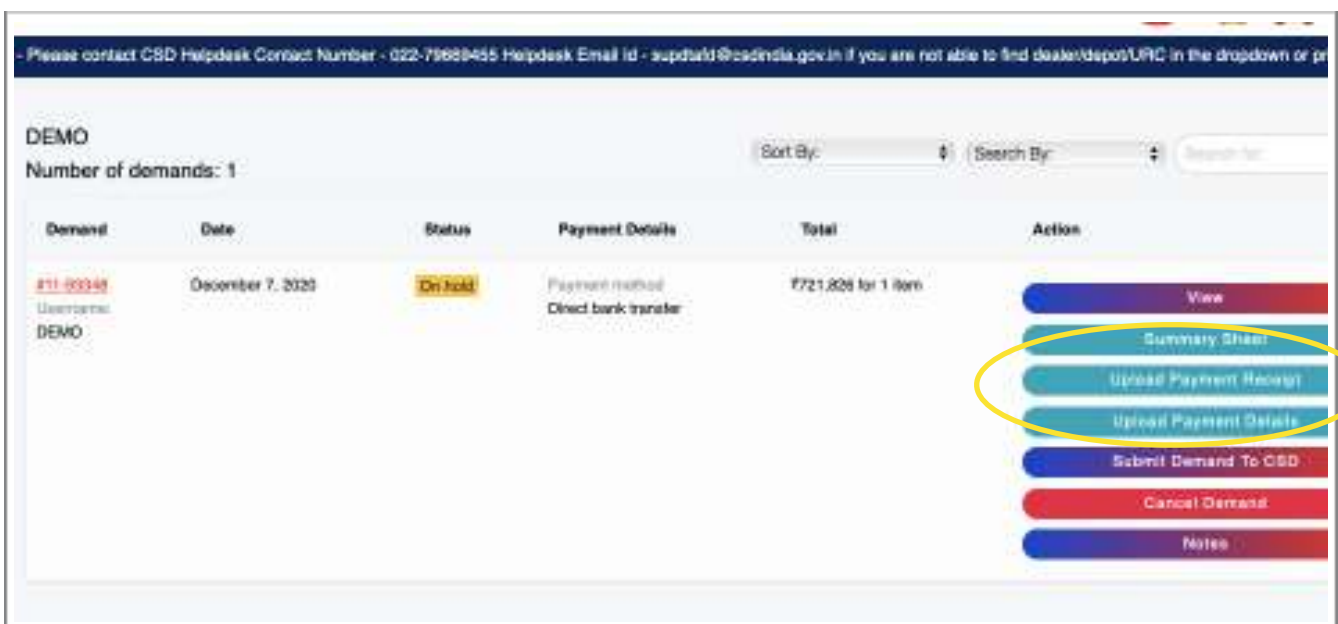 - Please contact CSD Helpdesk Contact Number - 022-79689455 Helpdesk Email id - supdtafd@csdindia.gov.in if you are not able to find dealer/depot/URC in the dropdown or pr
DEMO
Number of demands: 1
Sort By:
Search By:
Search for:
Demand Date Status Payment Details Total Action
December 7, 2020 On hold Payment method ₹721,826 for 1 item View
Username: Direct bank transfer
DEMO
Summary Sheet
Upload Payment Receipt
Upload Payment Details
Submit Demand To CSD
Cancel Demand
Notes